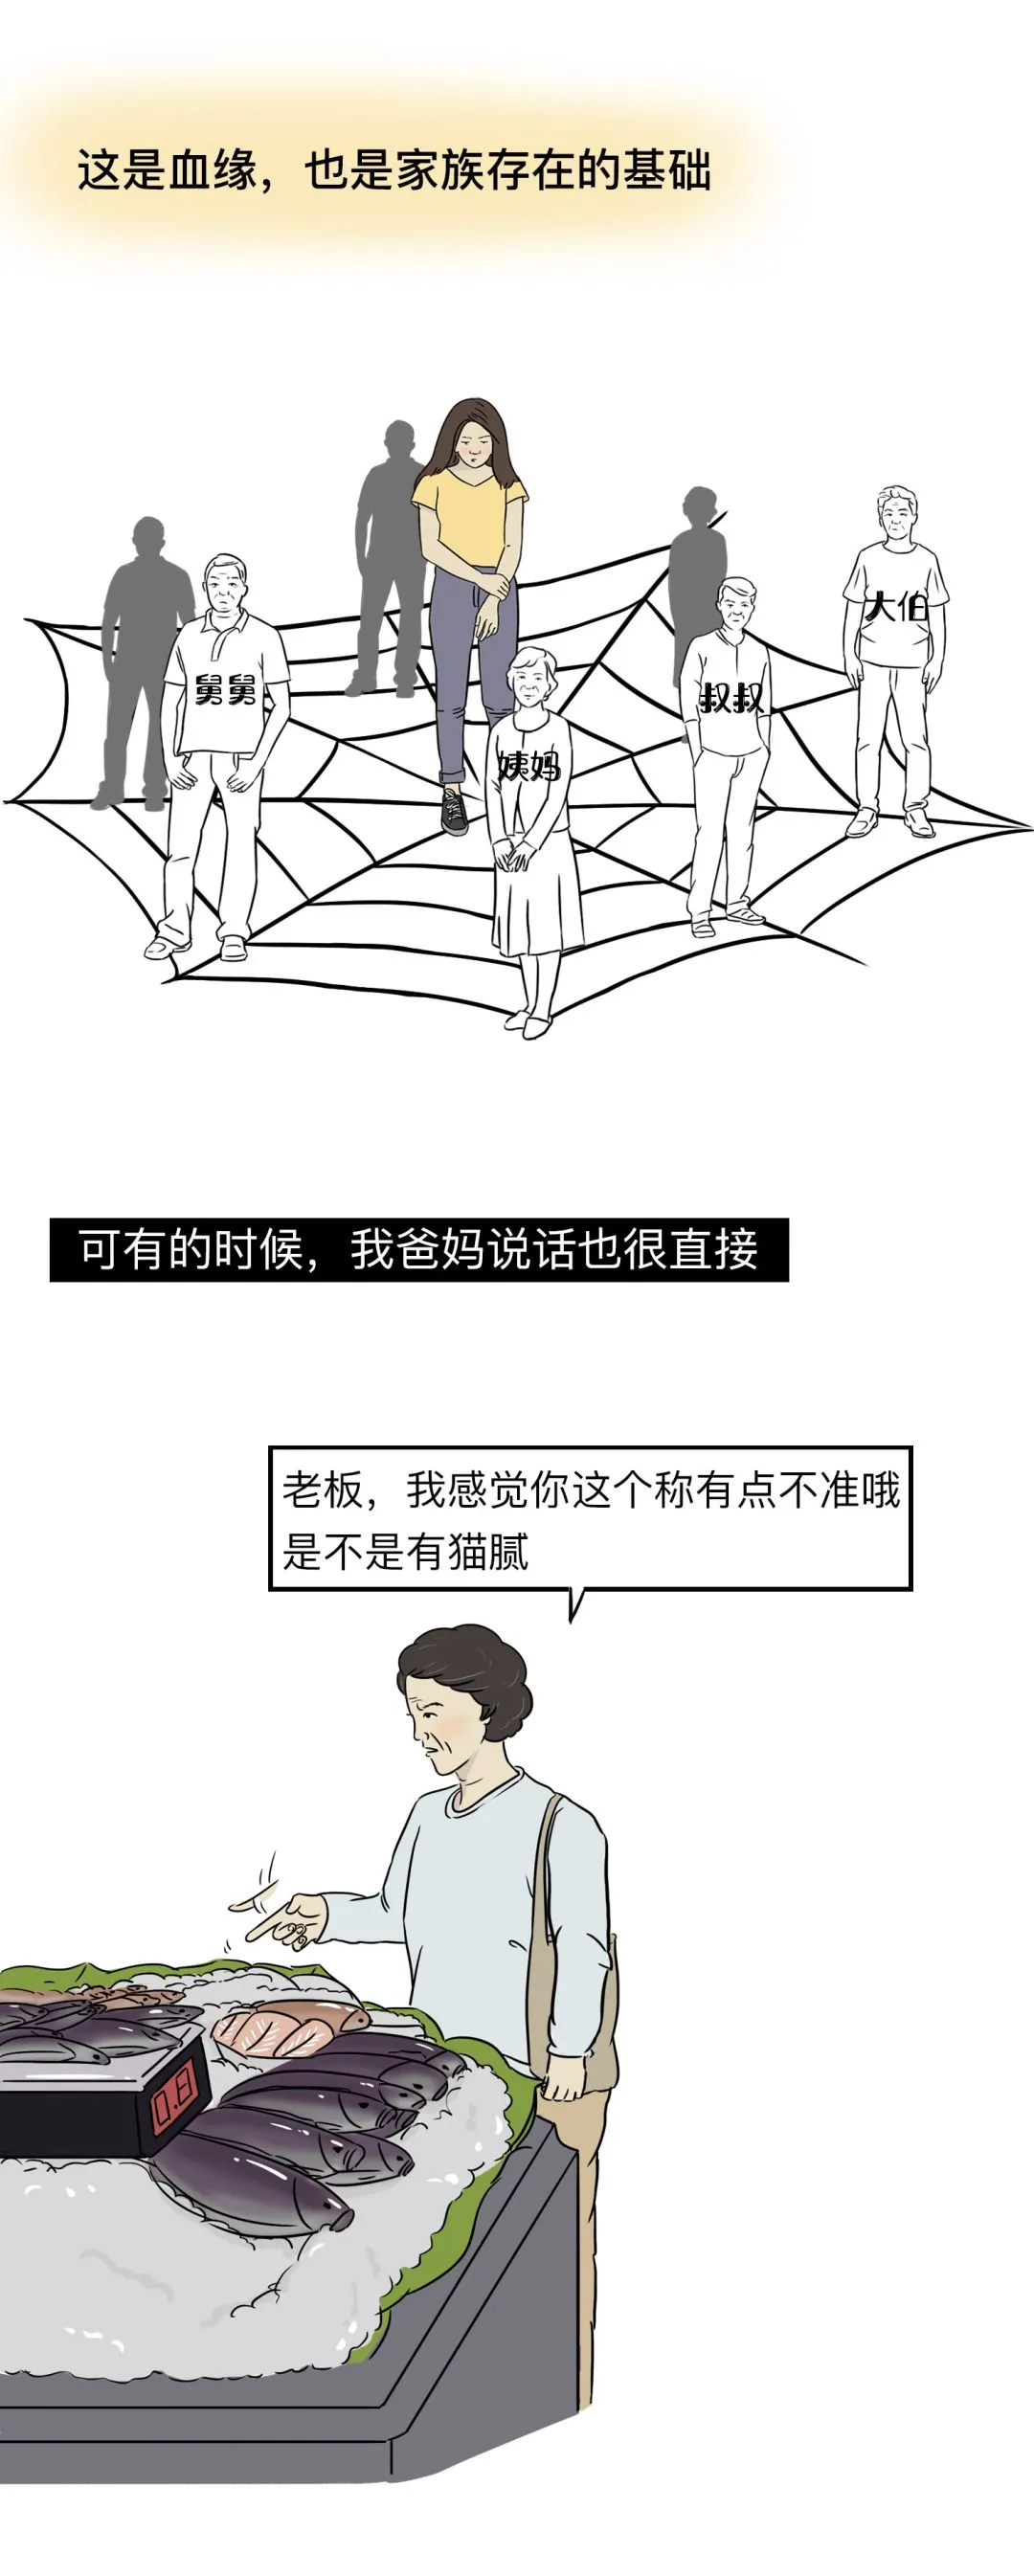 这是血缘，也是家族存在的基础
大伯
舅舅
叔叔
姨妈
可有的时候，我爸妈说话也很直接
老板，我感觉你这个称有点不准哦
是不是有猫腻
0.8